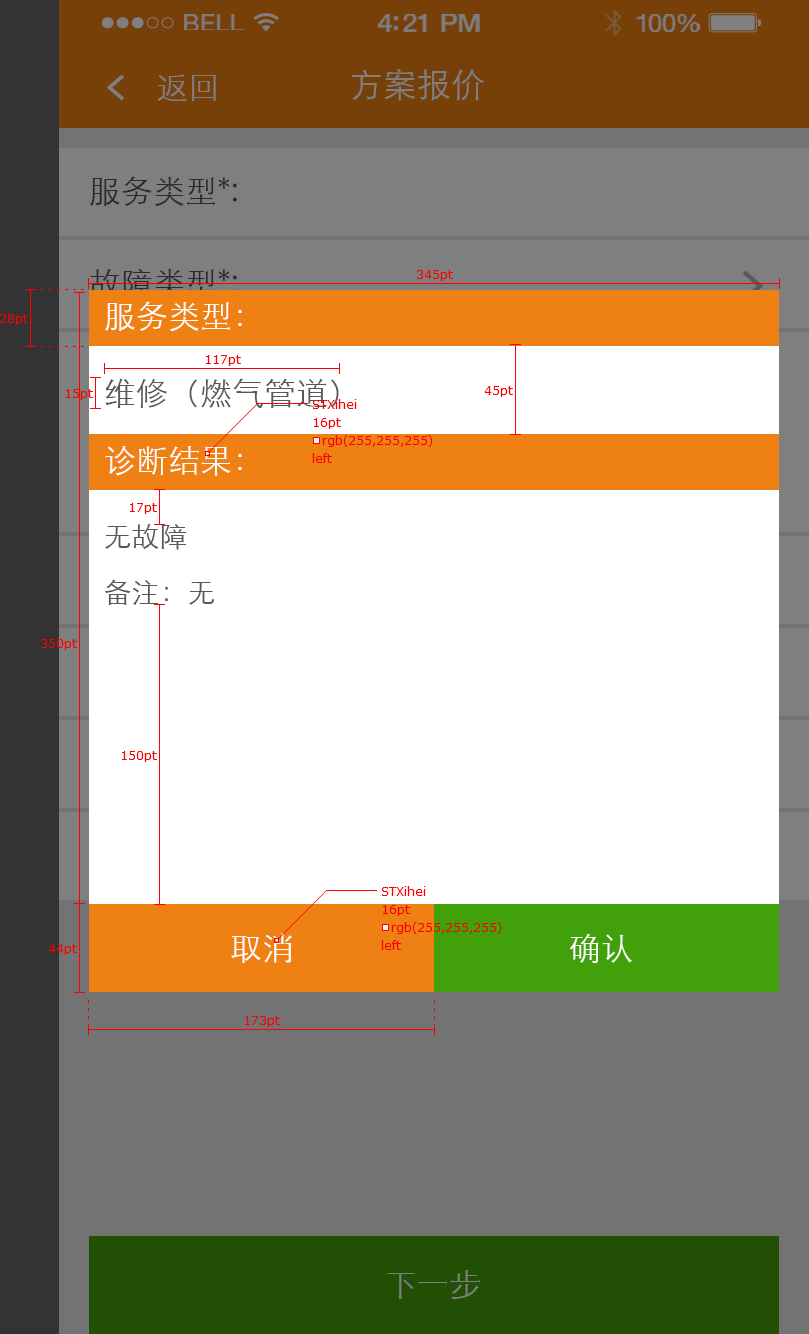 BELL 4:21 PM 100%
返回 方案报价
服务类型*:
故障类型*:
345pt
28pt
服务类型:
117pt
15pt
维修（燃气管道）
45pt
STXihei
16pt
rgb(255,255,255)
left
诊断结果:
17pt
无故障
备注: 无
350pt
150pt
STXihei
16pt
rgb(255,255,255)
left
44pt
取消 确认
173pt
下一步